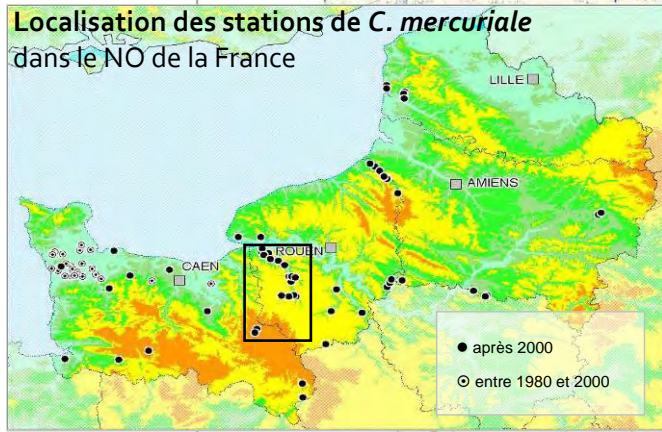 Localisation des stations de C. mercuriale
dans le NO de la France
LILLE
AMIENS
ROUEN
CAEN
après 2000
entre 1980 et 2000